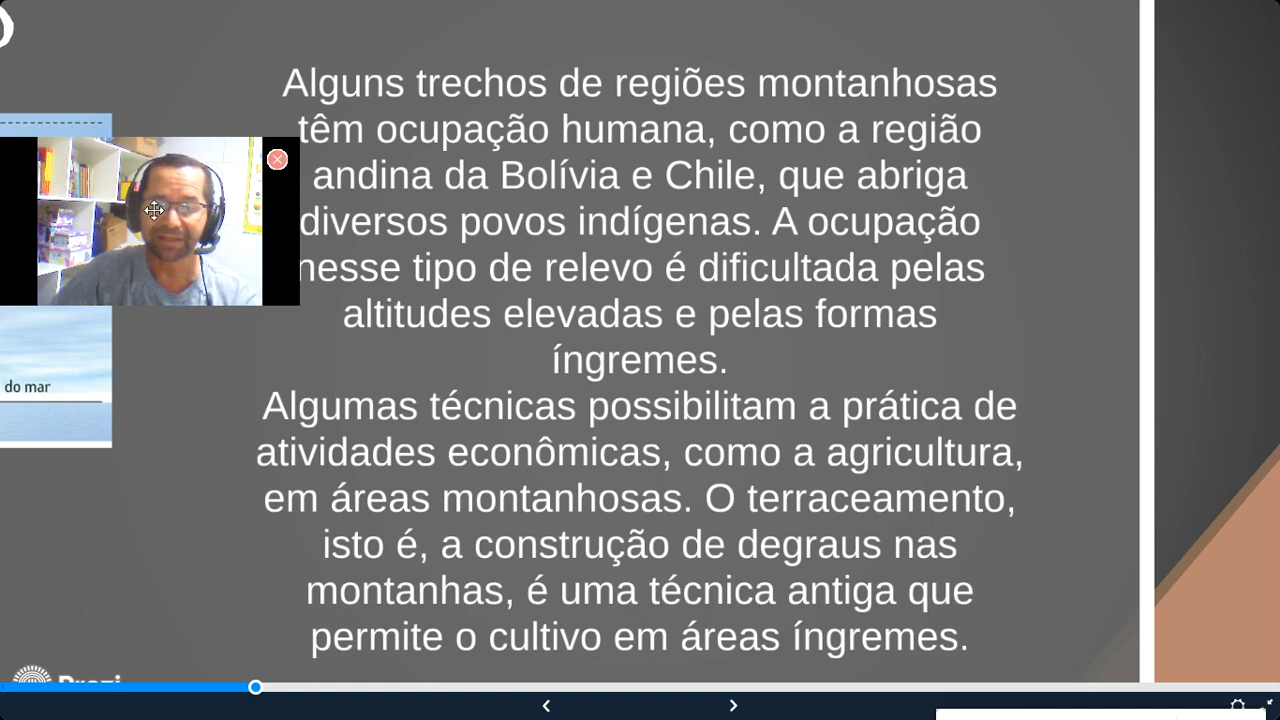 Alguns trechos de regiões montanhosas
têm ocupação humana, como a região
andina da Bolívia e Chile, que abriga
diversos povos indígenas. A ocupação
nesse tipo de relevo é dificultada pelas
altitudes elevadas e pelas formas
íngremes.
Algumas técnicas possibilitam a prática de
atividades econômicas, como a agricultura,
em áreas montanhosas. O terraceamento,
isto é, a construção de degraus nas
montanhas, é uma técnica antiga que
permite o cultivo em áreas íngremes.
do mar
Prezi